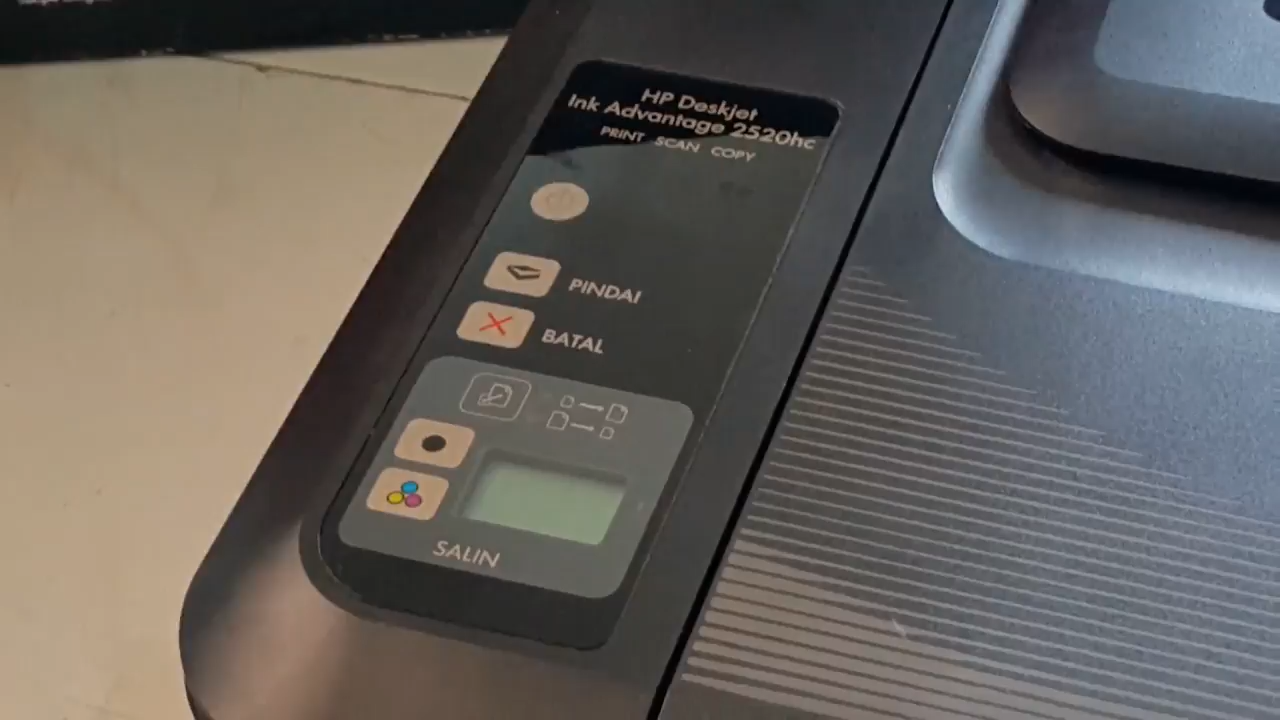 HP Deskjet
Ink Advantage 2520hc
PRINT SCAN COPY
PINDAI
BATAL
SALIN